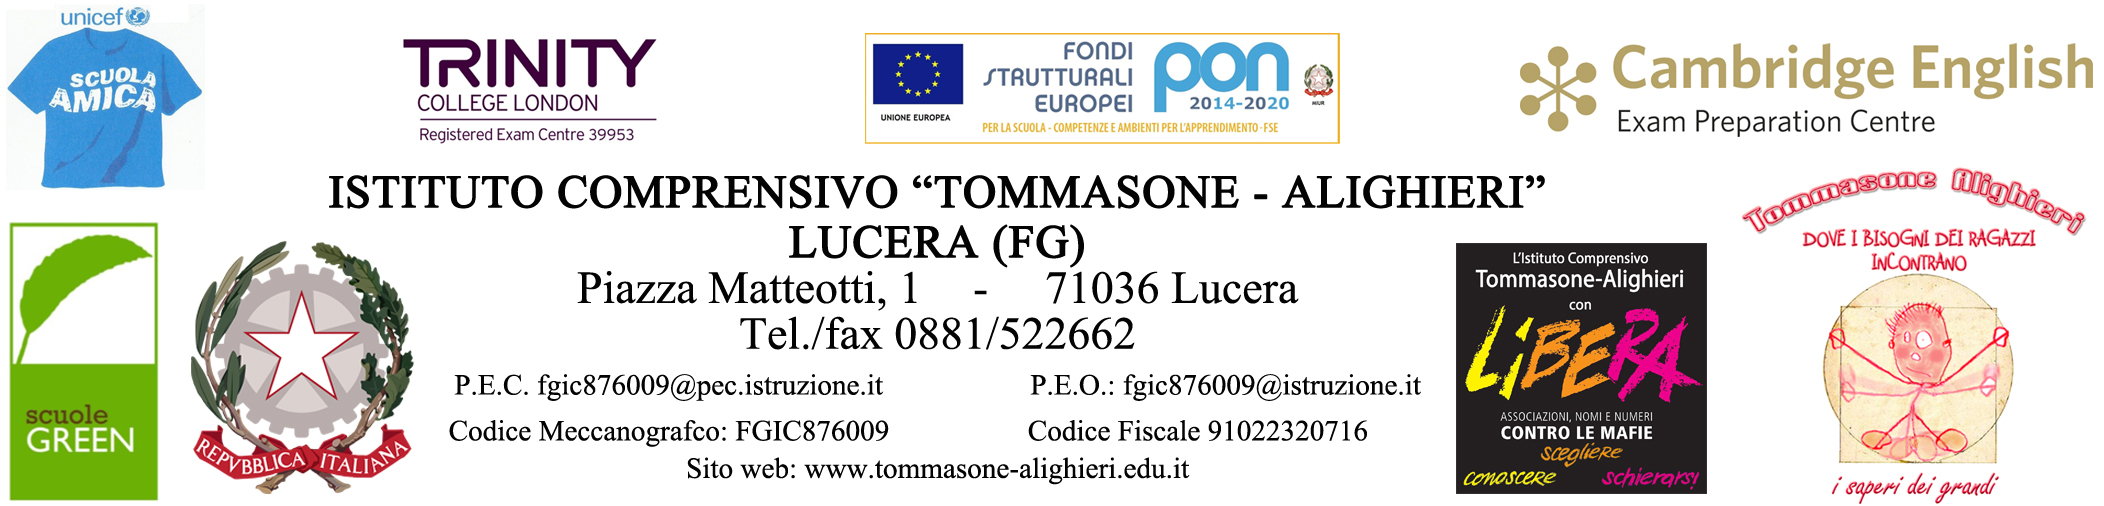 unicef
SCUOLA
AMICA
TRINITY
COLLEGE LONDON
Registered Exam Centre 39953
UNIONE EUROPEA
FONDI
STRUTTURALI
EUROPEI
pon
2014-2020
MIUR
PER LA SCUOLA - COMPETENZE E AMBIENTI PER L'APPRENDIMENTO - FSE
Cambridge English
Exam Preparation Centre
ISTITUTO COMPRENSIVO “TOMMASONE - ALIGHIERI”
LUCERA (FG)
Piazza Matteotti, 1 - 71036 Lucera
Tel./fax 0881/522662
P.E.C. fgic876009@pec.istruzione.it P.E.O.: fgic876009@istruzione.it
Codice Meccanografco: FGIC876009 Codice Fiscale 91022320716
Sito web: www.tommasone-alighieri.edu.it
scuole
GREEN
REPVBBLICA ITALIANA
L'Istituto Comprensivo
Tommasone-Alighieri
con
LiBERA
ASSOCIAZIONI, NOMI E NUMERI
CONTRO LE MAFIE
scegliere
conoscere schierarsi
Tommasone Alighieri
DOVE I BISOGNI DEI RAGAZZI
INCONTRANO
i saperi dei grandi